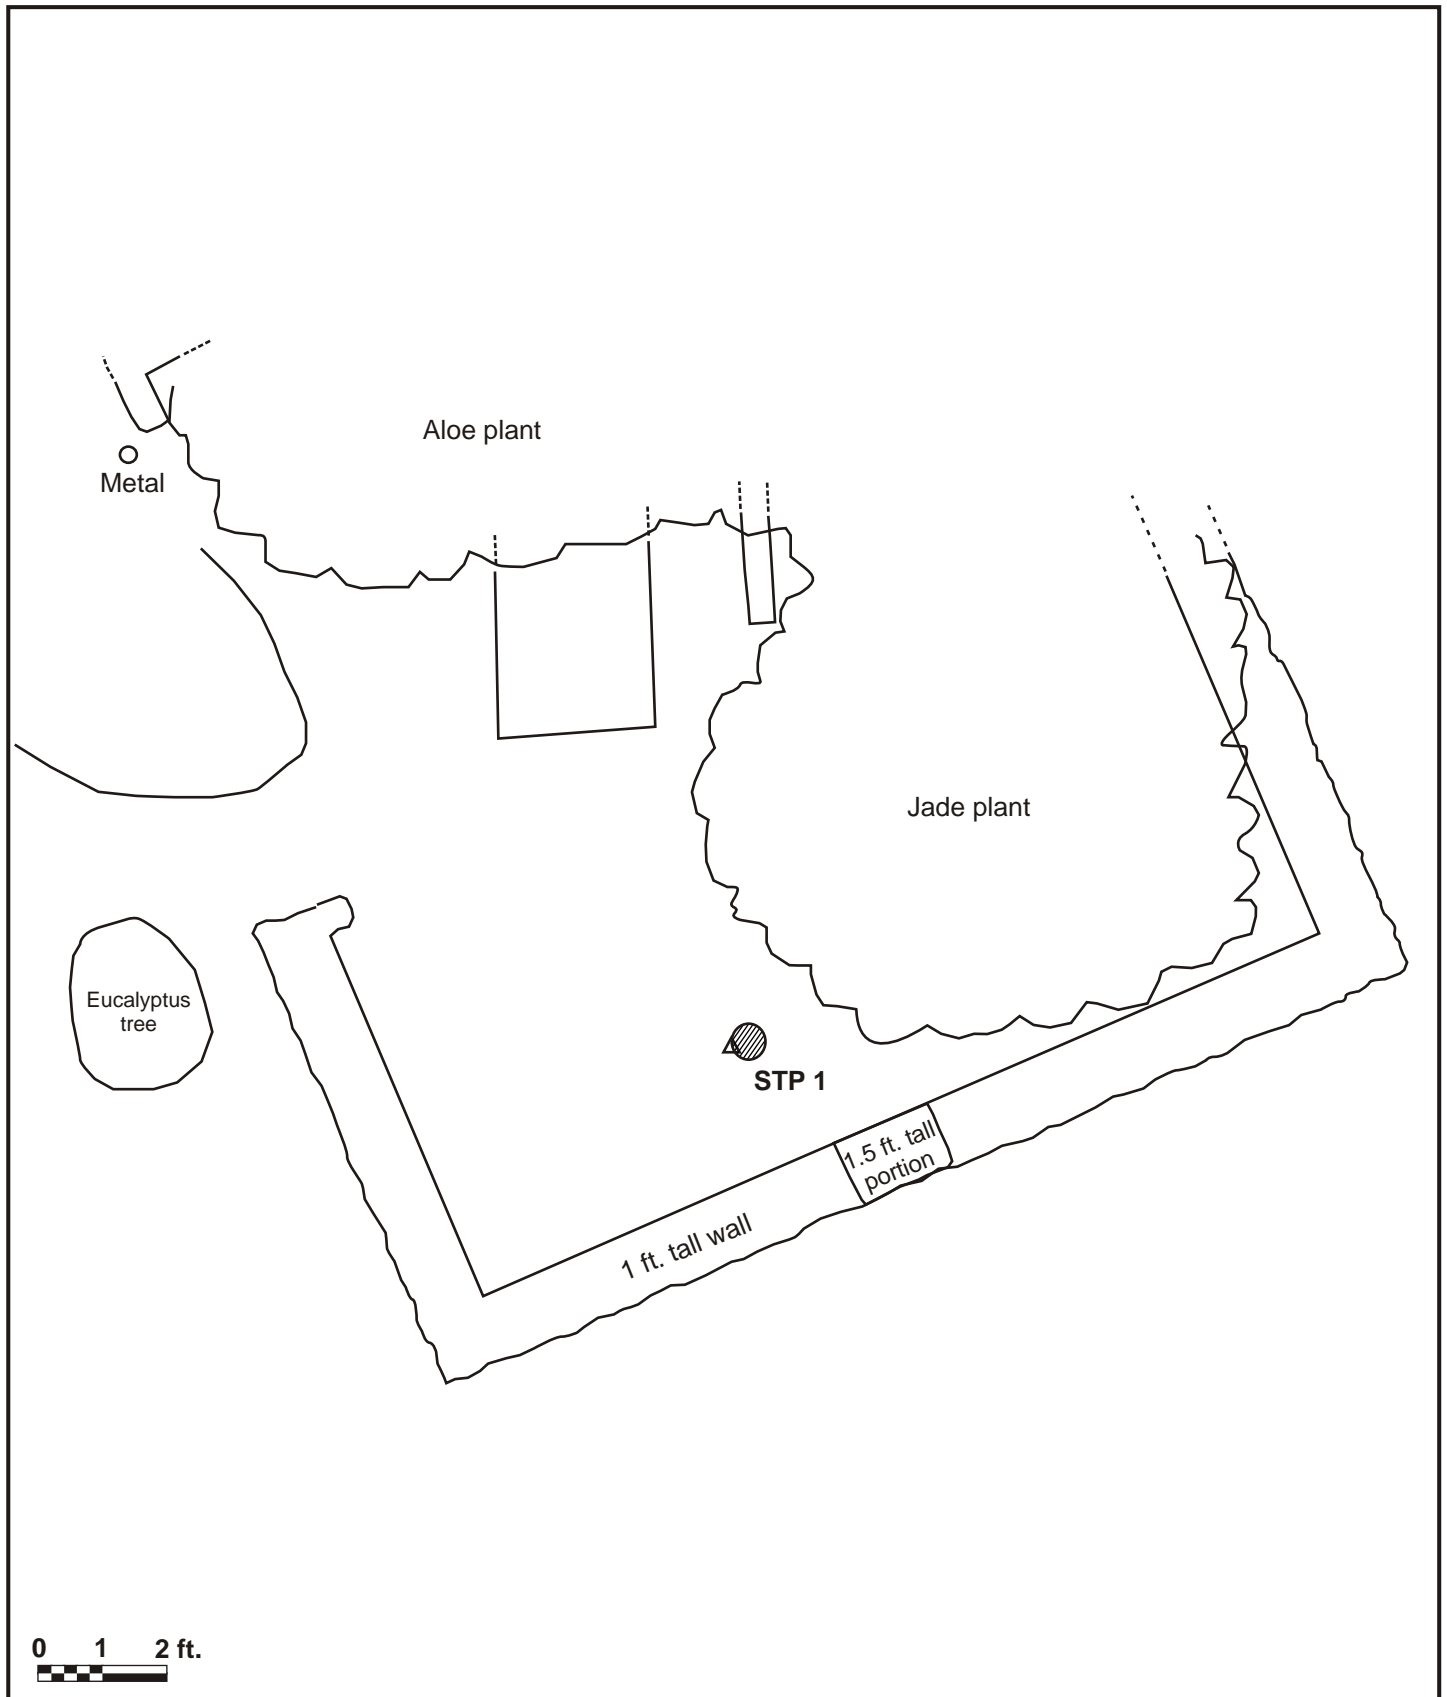 Aloe plant
Metal
Jade plant
Eucalyptus
tree
STP 1
1.5 ft. tall
portion
1 ft. tall wall
0 1 2 ft.